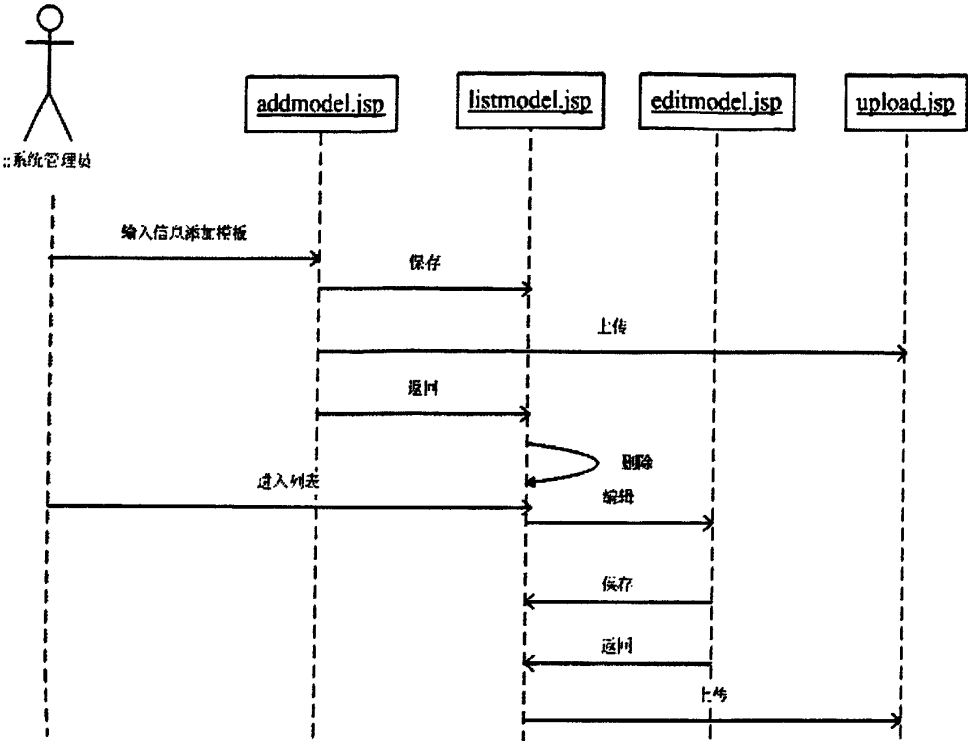 addmodel.jsp
listmodel.jsp
editmodel.jsp
upload.jsp
::系统管理员
输入信息添加模板
保存
上传
返回
删除
进入列表
编辑
保存
返回
上传